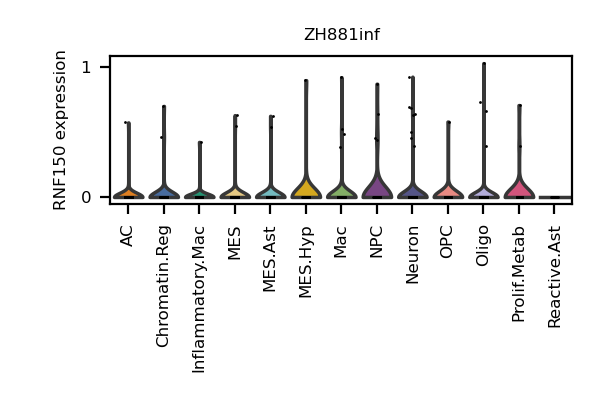 ZH881inf
RNF150 expression
1
0
AC
Chromatin.Reg
Inflammatory.Mac
MES
MES.Ast
MES.Hyp
Mac
NPC
Neuron
OPC
Oligo
Prolif.Metab
Reactive.Ast